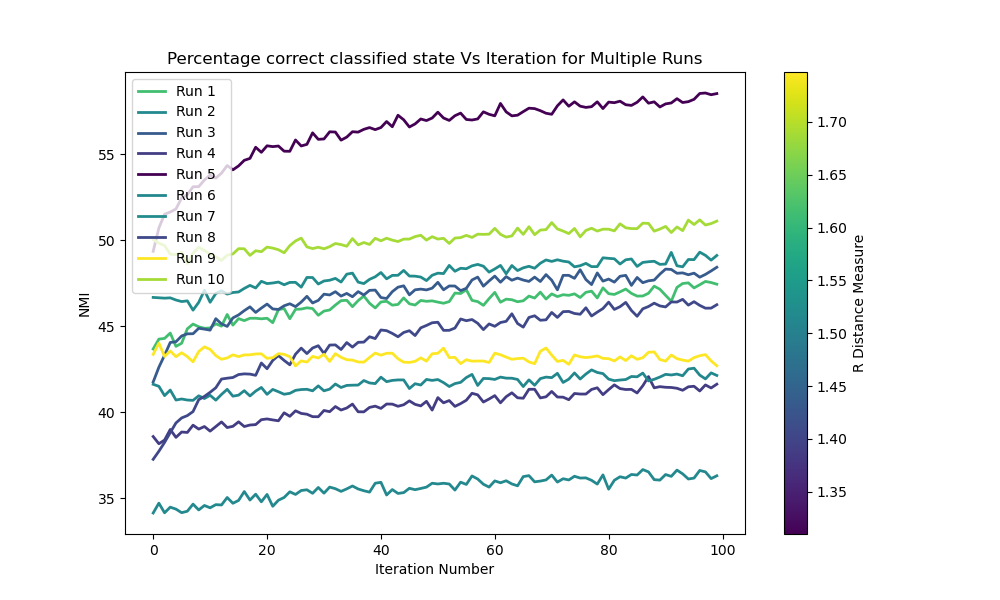 Percentage correct classified state Vs Iteration for Multiple Runs
Run 1
Run 2
Run 3
Run 4
Run 5
Run 6
Run 7
Run 8
Run 9
Run 10
55
50
45
40
35
NMI
0 20 40 60 80 100
Iteration Number
1.70
1.65
1.60
1.55
1.50
1.45
1.40
1.35
R Distance Measure